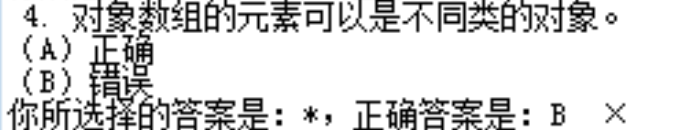 4. 对象数组的元素可以是不同类的对象。
(A) 正确
(B) 错误
你所选择的答案是：*，正确答案是：B ×